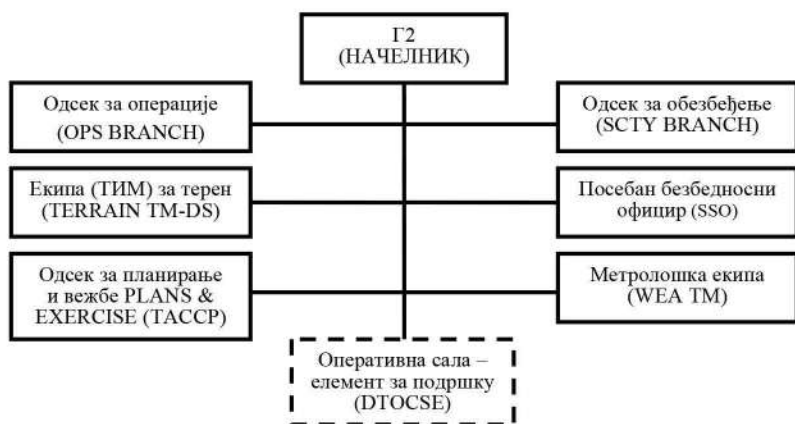 Г2
(НАЧЕЛНИК)
Одсек за операције
(OPS BRANCH)
Одсек за обезбеђење
(SCTY BRANCH)
Екипа (ТИМ) за терен
(TERRAIN TM-DS)
Посебан безбедносни
официр (SSO)
Одсек за планирање
и вежбе PLANS &
EXERCISE (TACCP)
Метролошка екипа
(WEA TM)
Оперативна сала –
елемент за подршку
(DTOCSE)